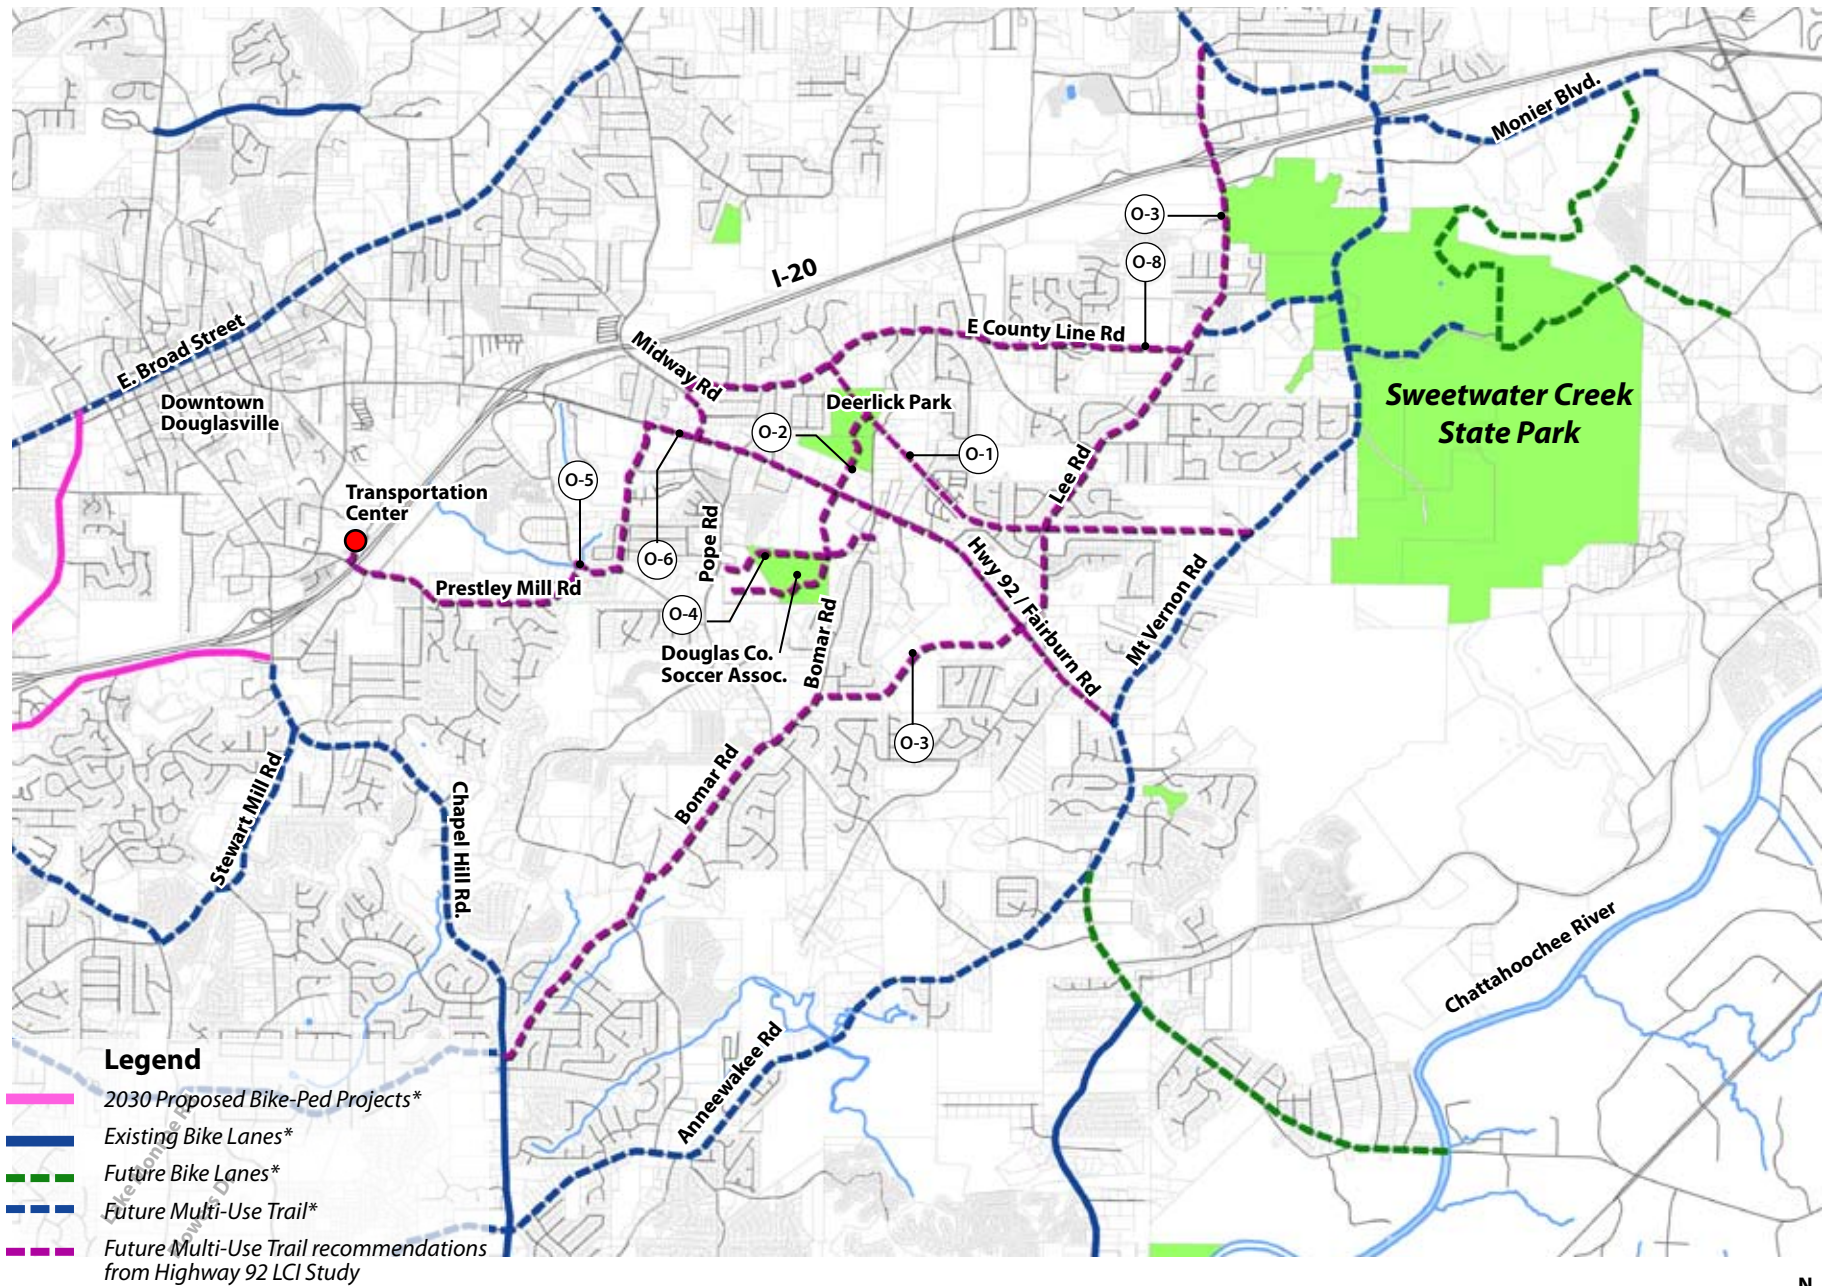 Monier Blvd.
O-3
O-8
I-20
E County Line Rd
E. Broad Street
Midway Rd
Downtown
Douglasville
Deerlick Park
Sweetwater Creek
State Park
O-2
O-1
O-5
Lee Rd
Transportation
Center
Pope Rd
O-6
Hwy 92 / Fairburn Rd
Prestley Mill Rd
Mt Vernon Rd
O-4
Bomar Rd
Douglas Co.
Soccer Assoc.
O-3
Bomar Rd
Stewart Mill Rd
Chapel Hill Rd.
Chattahoochee River
Anneewakee Rd
Legend
2030 Proposed Bike-Ped Projects*
Existing Bike Lanes*
Future Bike Lanes*
Future Multi-Use Trail*
Future Multi-Use Trail recommendations
from Highway 92 LCI Study
N